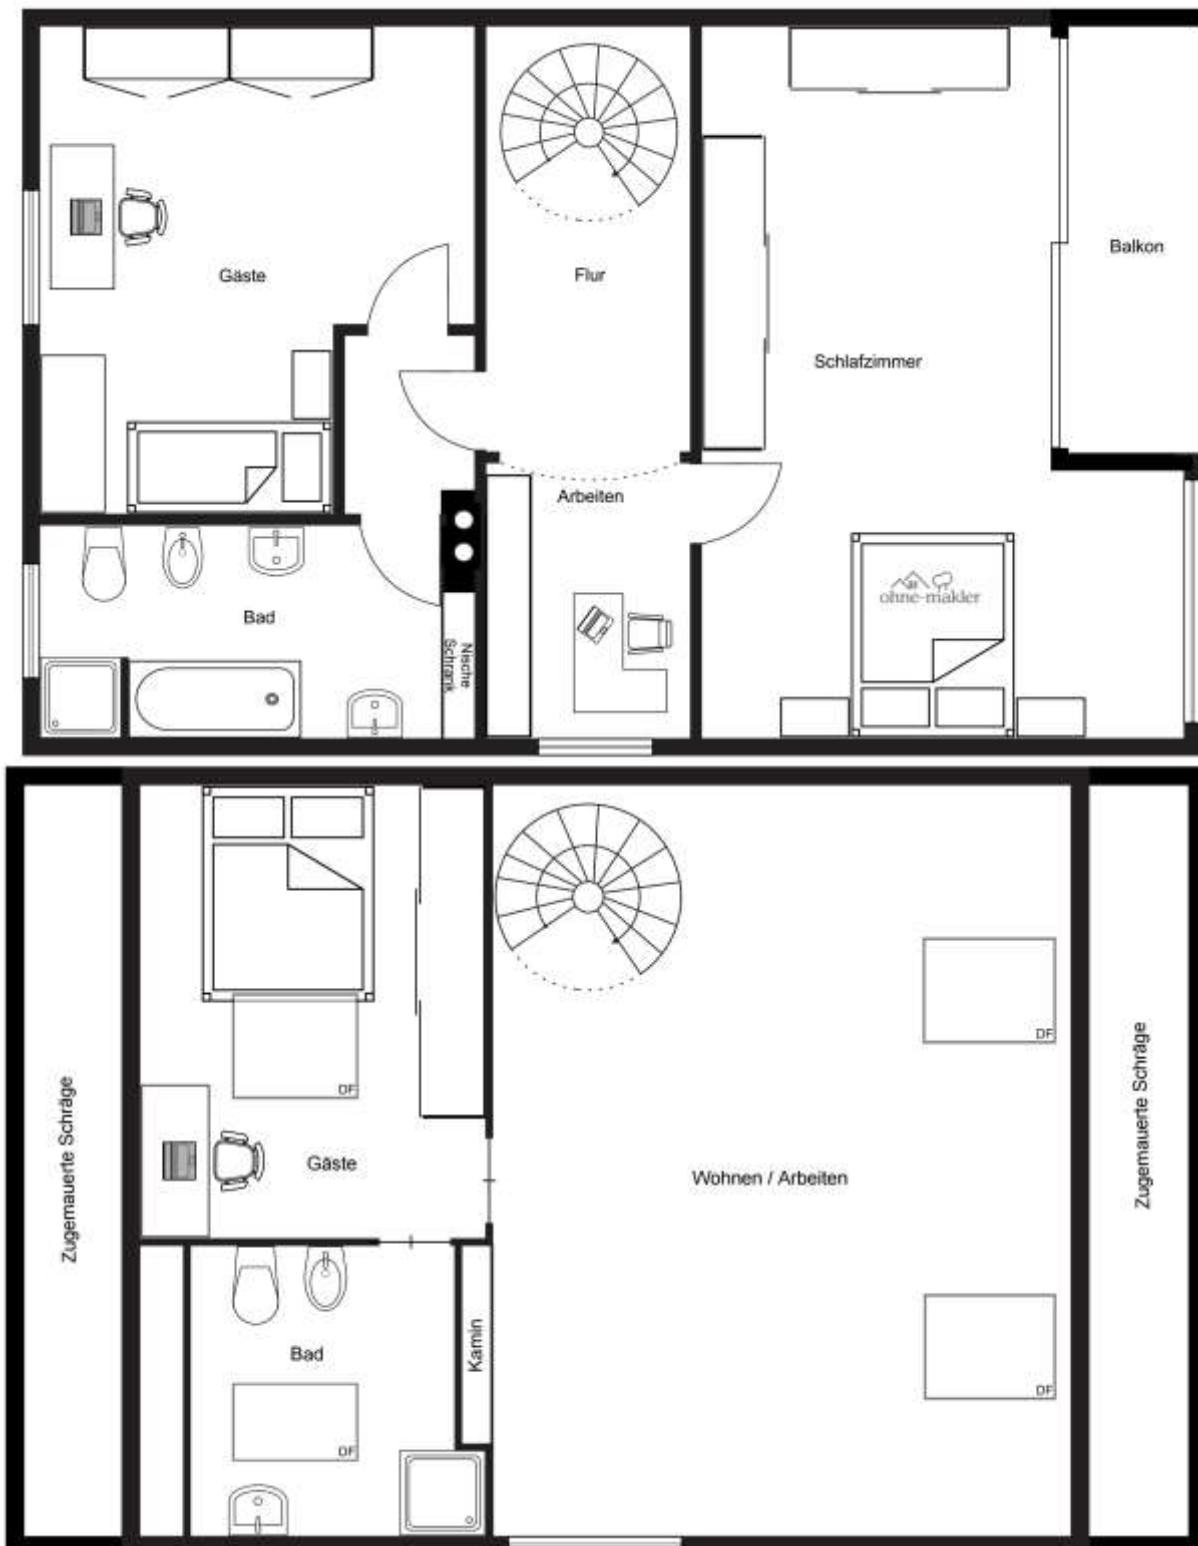 Gäste
Flur
Balkon
Schlafzimmer
Arbeiten
ohne-makler
Bad
Nische
Schrank
DF
DF
Zugemauerte Schräge
Gäste
Wohnen / Arbeiten
Zugemauerte Schräge
Bad
Kamin
DF
DF